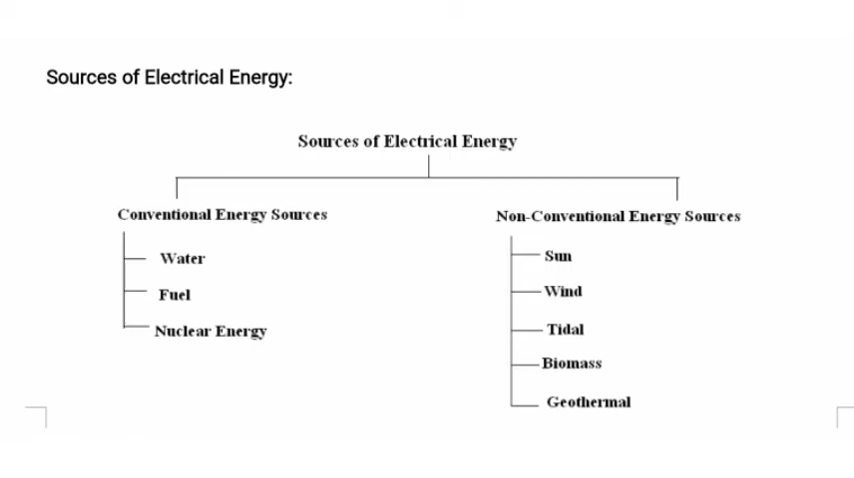 Sources of Electrical Energy:
Sources of Electrical Energy
Conventional Energy Sources
Water
Fuel
Nuclear Energy
Non-Conventional Energy Sources
Sun
Wind
Tidal
Biomass
Geothermal